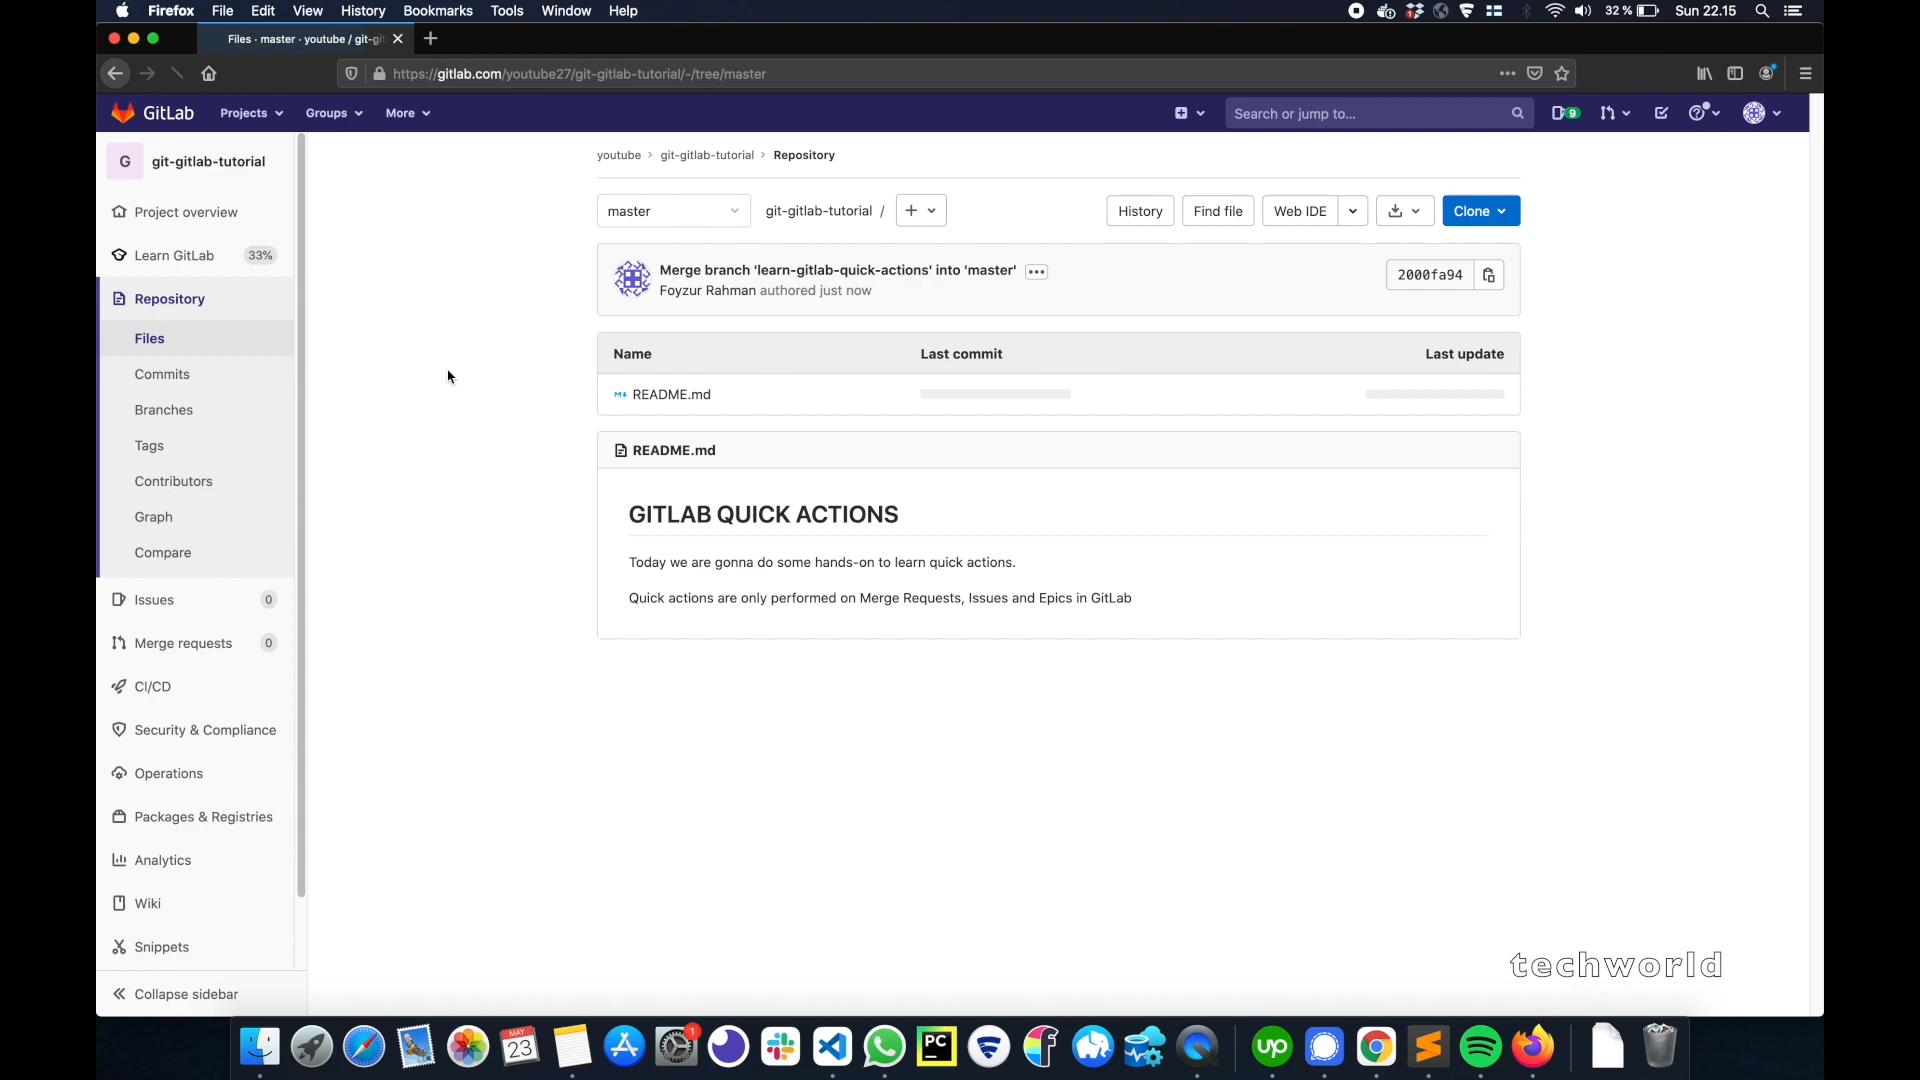 Firefox File Edit View History Bookmarks Tools Window Help
32 % Sun 22.15
Files · master · youtube / git-git
https://gitlab.com/youtube27/git-gitlab-tutorial/-/tree/master
GitLab Projects Groups More Search or jump to... 9
G git-gitlab-tutorial
Project overview
Learn GitLab 33%
Repository
Files
Commits
Branches
Tags
Contributors
Graph
Compare
Issues 0
Merge requests 0
CI/CD
Security & Compliance
Operations
Packages & Registries
Analytics
Wiki
Snippets
Collapse sidebar
youtube > git-gitlab-tutorial > Repository
master git-gitlab-tutorial / + History Find file Web IDE Clone
Merge branch 'learn-gitlab-quick-actions' into 'master'
Foyzur Rahman authored just now
2000fa94
Name Last commit Last update
README.md
README.md
GITLAB QUICK ACTIONS
Today we are gonna do some hands-on to learn quick actions.
Quick actions are only performed on Merge Requests, Issues and Epics in GitLab
techworld
MAY
23
1
PC
up